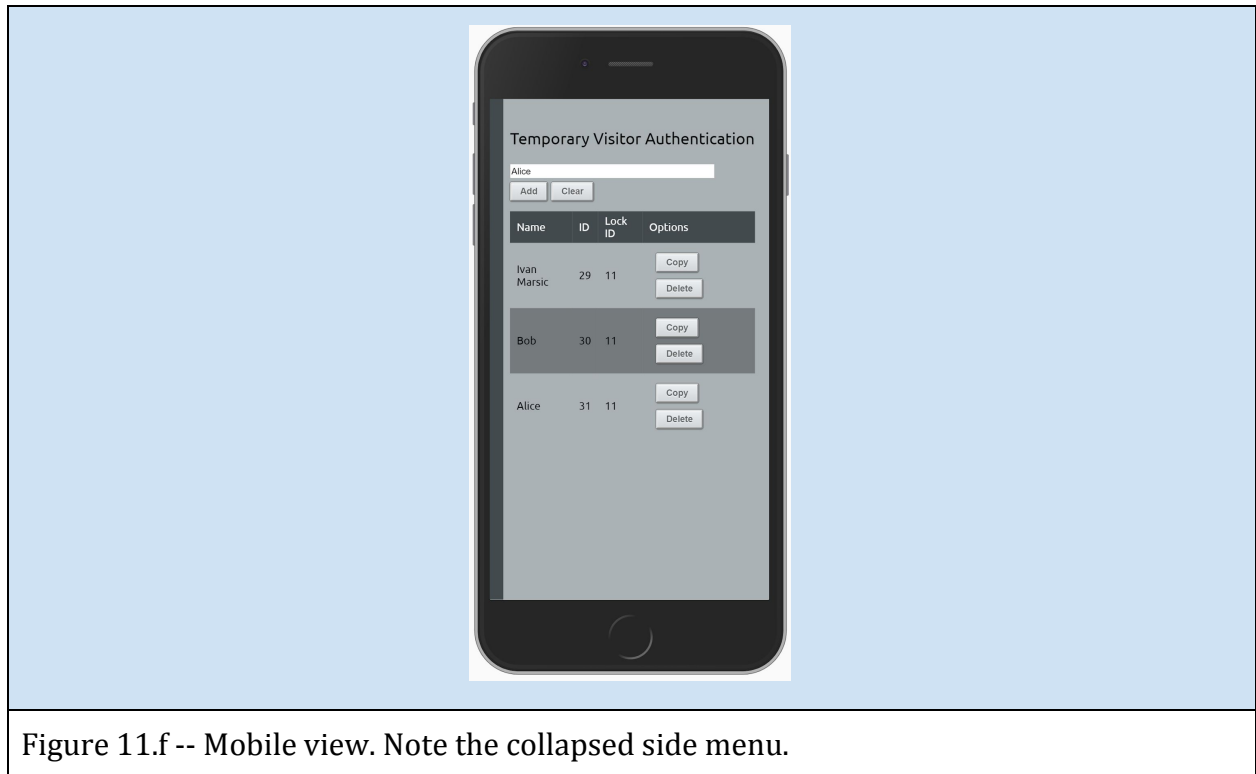 Temporary Visitor Authentication
Alice
Add Clear
Name ID Lock ID Options
Ivan Marsic 29 11 Copy Delete
Bob 30 11 Copy Delete
Alice 31 11 Copy Delete
Figure 11.f -- Mobile view. Note the collapsed side menu.